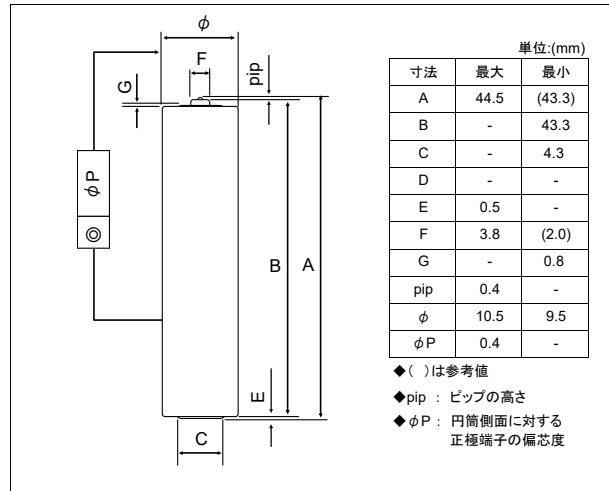 φ
F
pip
G
φP
◎
B
A
E
C
単位:(mm)
寸法 最大 最小
A 44.5 (43.3)
B - 43.3
C - 4.3
D - -
E 0.5 -
F 3.8 (2.0)
G - 0.8
pip 0.4 -
φ 10.5 9.5
φP 0.4 -
◆( )は参考値
◆pip : ピップの高さ
◆φP : 円筒側面に対する
正極端子の偏芯度